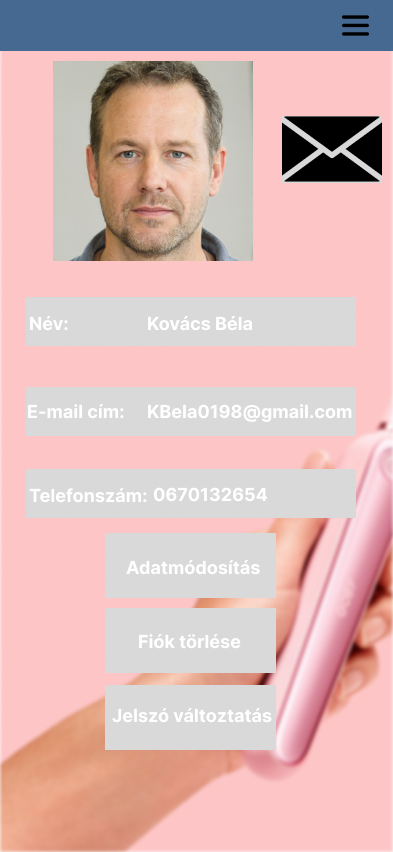 Név: Kovács Béla
E-mail cím: KBela0198@gmail.com
Telefonszám: 0670132654
Adatmódosítás
Fiók törlése
Jelszó változtatás